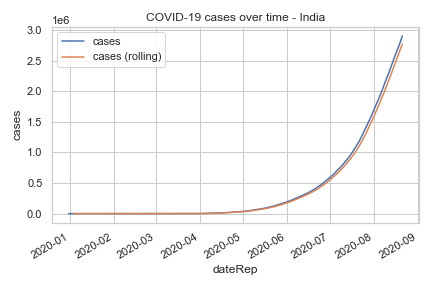 COVID-19 cases over time - India
1e6
cases
cases (rolling)
3.0
2.5
2.0
1.5
1.0
0.5
0.0
cases
2020-01
2020-02
2020-03
2020-04
2020-05
2020-06
2020-07
2020-08
2020-09
dateRep